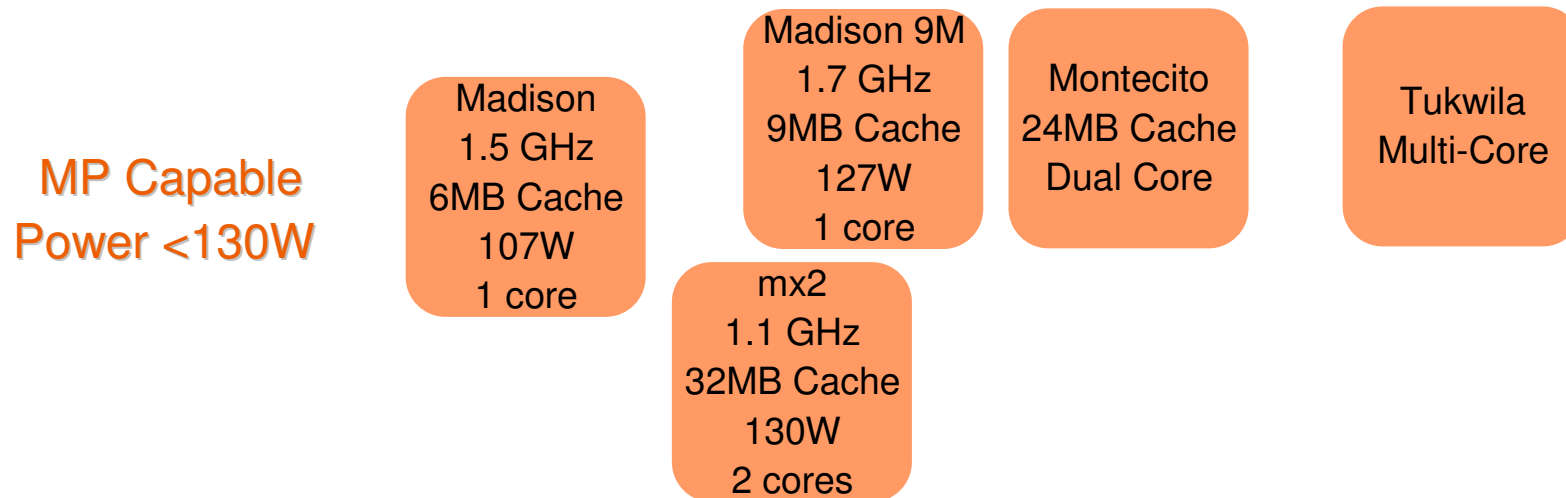 MP Capable
Power <130W
Madison
1.5 GHz
6MB Cache
107W
1 core
mx2
1.1 GHz
32MB Cache
130W
2 cores
Madison 9M
1.7 GHz
9MB Cache
127W
1 core
Montecito
24MB Cache
Dual Core
Tukwila
Multi-Core